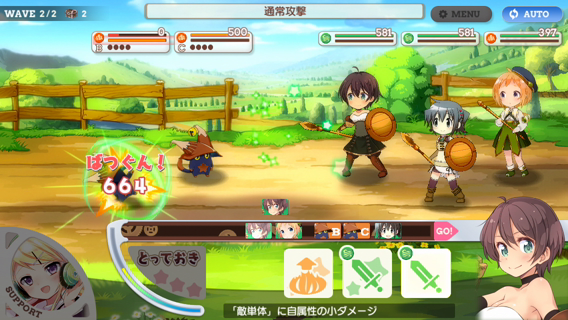 WAVE 2/2 2
通常攻撃
MENU
AUTO
0
B
500
C
581
581
397
ばつぐん!
664
B
C
GO!
とっておき
SUPPORT
「敵単体」に自属性の小ダメージ